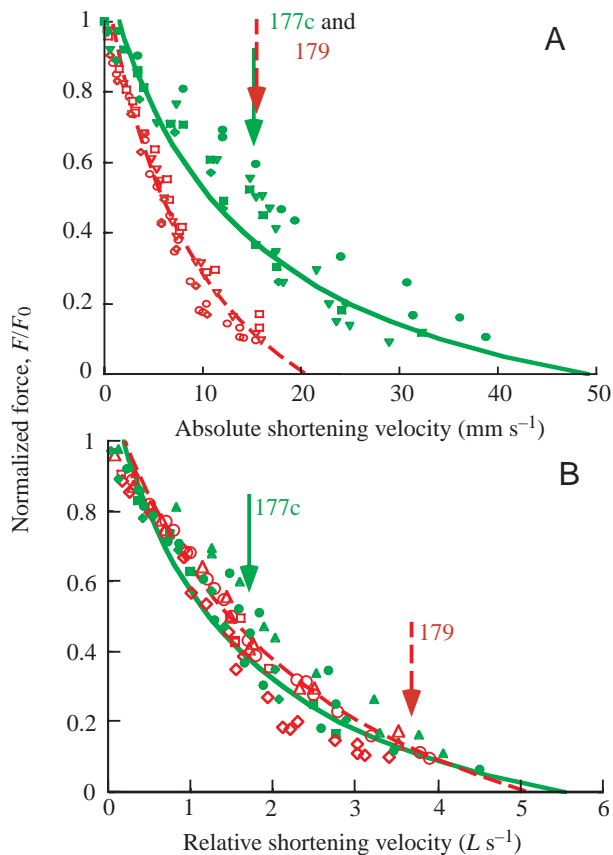 177c and
179
A
1
0.8
0.6
0.4
0.2
0
0 10 20 30 40 50
Absolute shortening velocity (mm s–1)
Normalized force, F/F0
B
1
0.8
0.6
0.4
0.2
0
177c
179
0 1 2 3 4 5 6
Relative shortening velocity (L s–1)